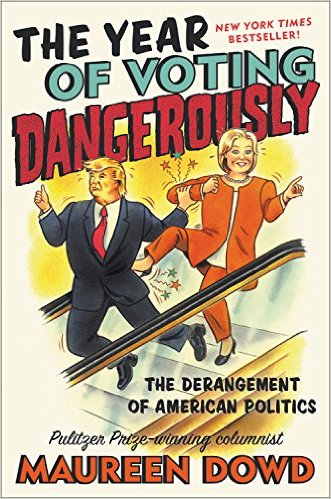 THE YEAR
NEW YORK TIMES
BESTSELLER!
OF VOTING
DANGEROUSLY
THE DERANGEMENT
OF AMERICAN POLITICS
Pulitzer Prize-winning columnist
MAUREEN DOWD